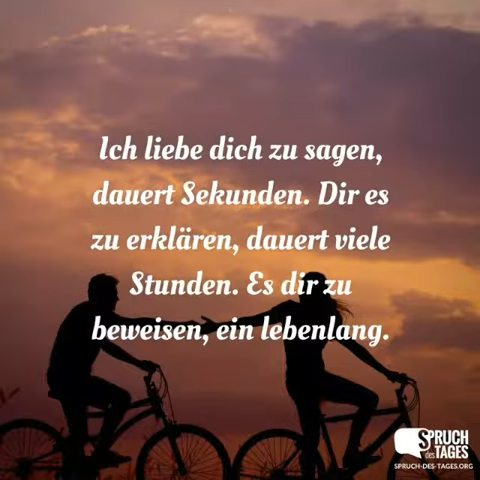 Ich liebe dich zu sagen,
dauert Sekunden. Dir es
zu erklären, dauert viele
Stunden. Es dir zu
beweisen, ein lebenlang.
SPRUCH
des
TAGES
SPRUCH-DES-TAGES.ORG